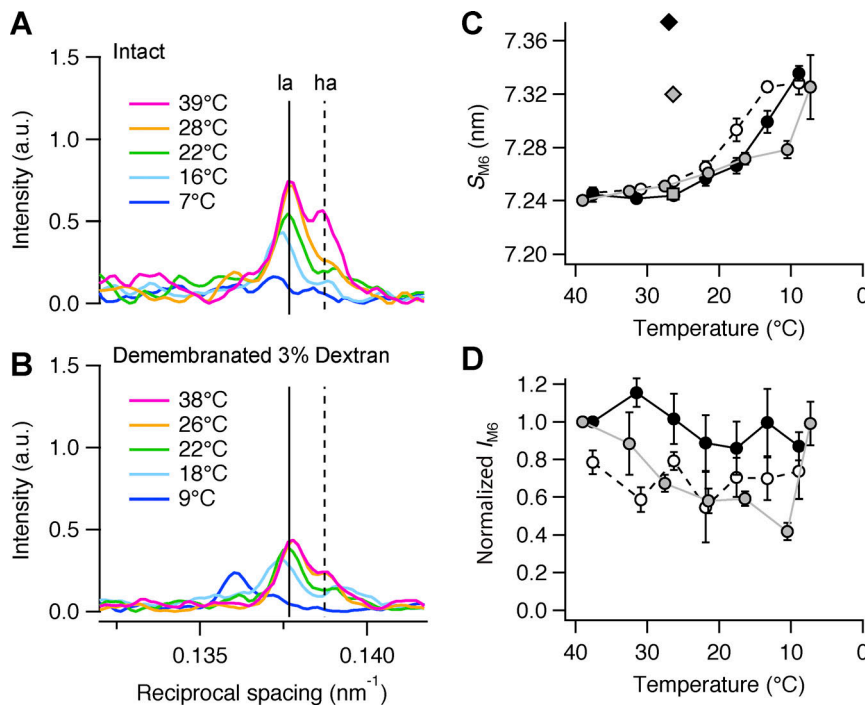 A
Intact
1.5
1.0
0.5
0.0
Intensity (a.u.)
la
ha
39°C
28°C
22°C
16°C
7°C
B
Demembranated 3% Dextran
1.5
1.0
0.5
0.0
Intensity (a.u.)
38°C
26°C
22°C
18°C
9°C
0.135
0.140
Reciprocal spacing (nm⁻¹)
C
7.36
7.32
7.28
7.24
7.20
S_M6 (nm)
40
30
20
10
0
Temperature (°C)
D
1.2
1.0
0.8
0.6
0.4
0.2
0.0
Normalized I_M6
40
30
20
10
0
Temperature (°C)